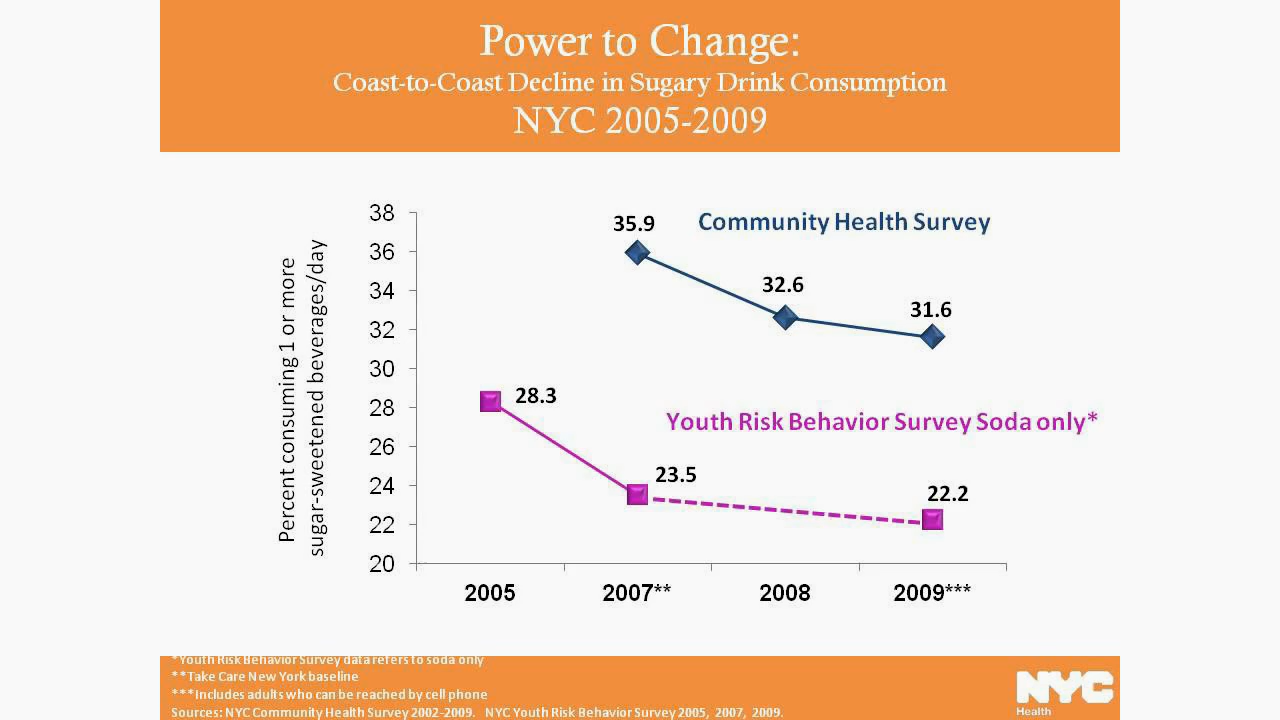 Power to Change:
Coast-to-Coast Decline in Sugary Drink Consumption
NYC 2005-2009
Percent consuming 1 or more
sugar-sweetened beverages/day
38
36
34
32
30
28
26
24
22
20
35.9
Community Health Survey
32.6
31.6
28.3
Youth Risk Behavior Survey Soda only*
23.5
22.2
2005
2007**
2008
2009***
*Youth Risk Behavior Survey data refers to soda only
**Take Care New York baseline
***Includes adults who can be reached by cell phone
Sources: NYC Community Health Survey 2002-2009. NYC Youth Risk Behavior Survey 2005, 2007, 2009.
NYC
Health